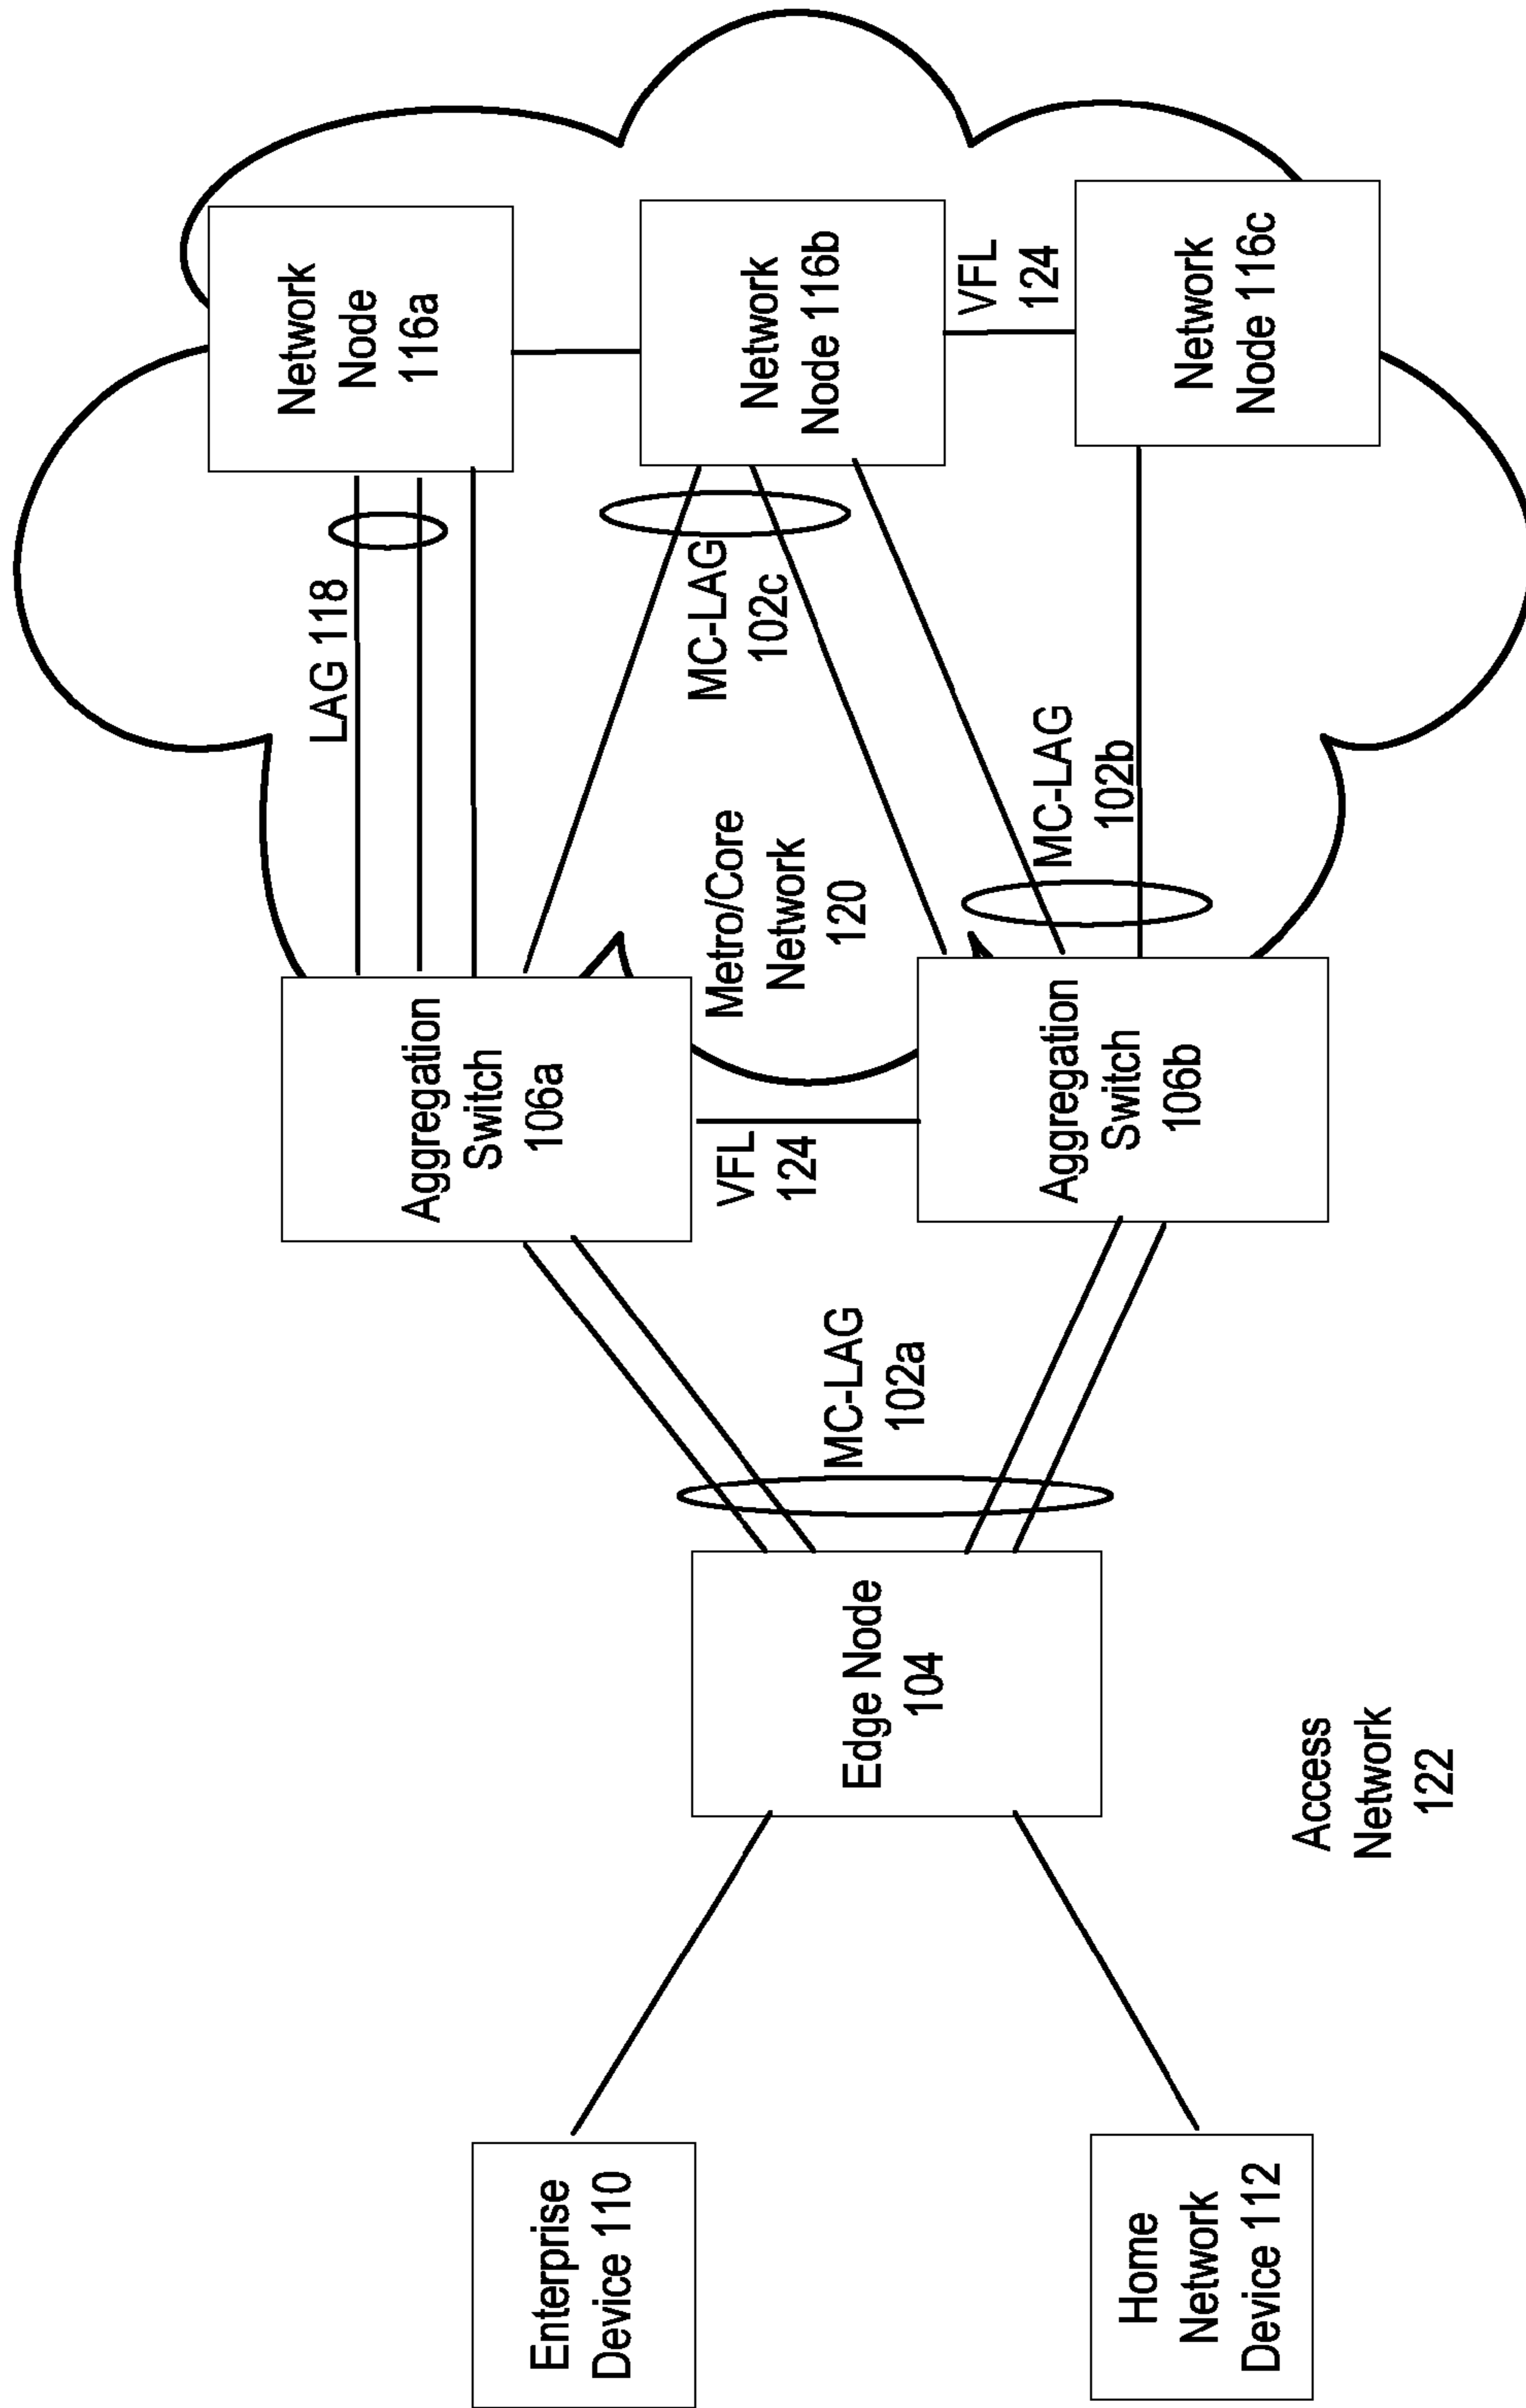 Enterprise
Device 110
Home
Network
Device 112
Edge Node
104
Access
Network
122
MC-LAG
102a
Aggregation
Switch
106a
VFL
124
Aggregation
Switch
106b
Metro/Core
Network
120
LAG 118
MC-LAG
102c
MC-LAG
102b
Network
Node
116a
Network
Node 116b
VFL
124
Network
Node 116c